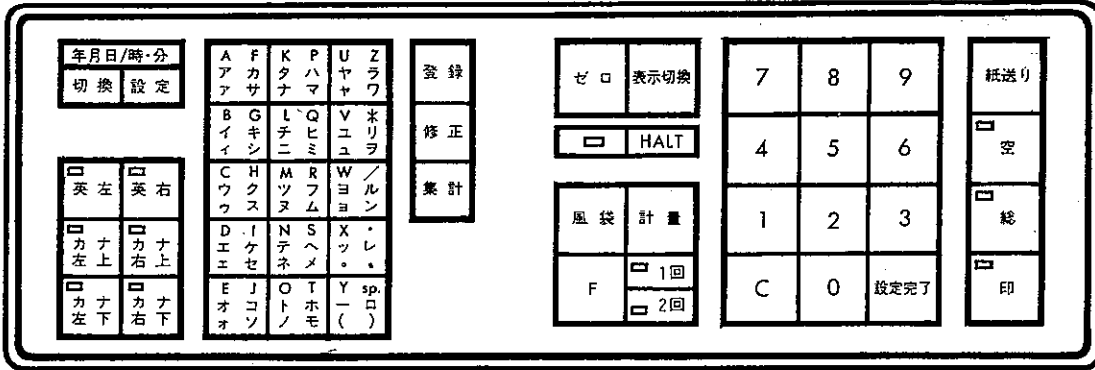 年月日/時・分
切換 設定
英左 英右
カナ左上 カナ右上
カナ左下 カナ右下
A F K P U Z
ア カ タ ハ ヤ ラ
ァ サ ナ マ ャ ワ
B G L Q V *
イ キ チ ヒ ユ リ
ィ シ ニ ミ ュ ヲ
C H M R W /
ウ ク ツ フ ヨ ル
ゥ ス ヌ ム ョ ン
D I N S X ・
エ ケ テ ヘ ッ レ
ェ セ ネ メ 。 、
E J O T Y sp.
オ コ ト ホ ー ロ
ォ ソ ノ モ ( )
登録
修正
集計
ゼロ 表示切換
HALT
風袋 計量
F 1回
2回
7 8 9
4 5 6
1 2 3
C 0 設定完了
紙送り
空
総
印